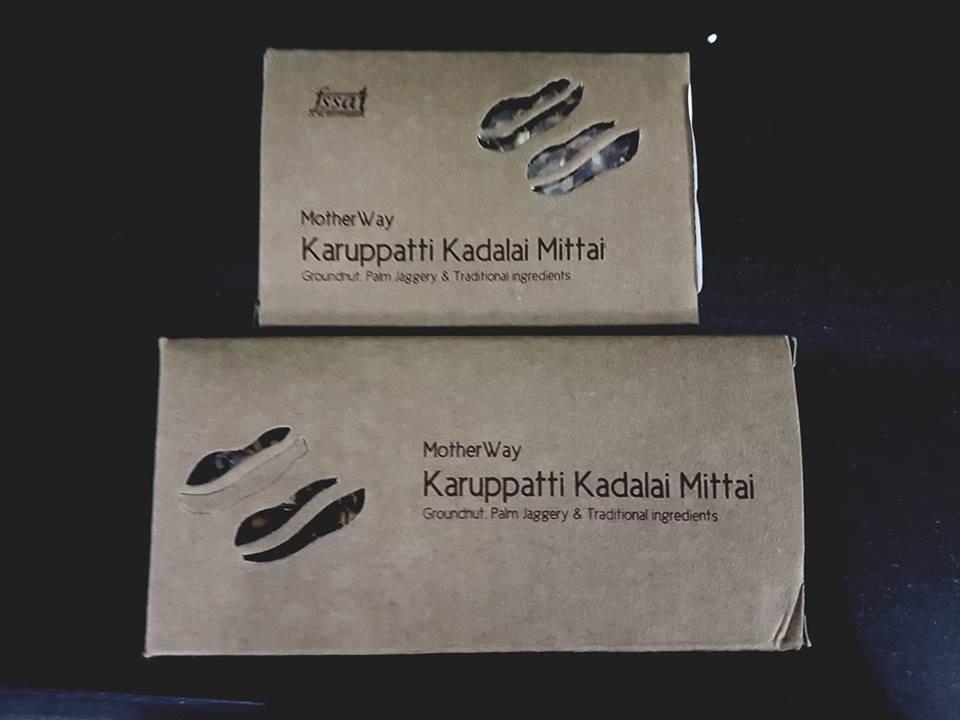 fssai
MotherWay
Karuppatti Kadalai Mittai
Groundnut, Palm Jaggery & Traditional ingredients
MotherWay
Karuppatti Kadalai Mittai
Groundnut, Palm Jaggery & Traditional ingredients